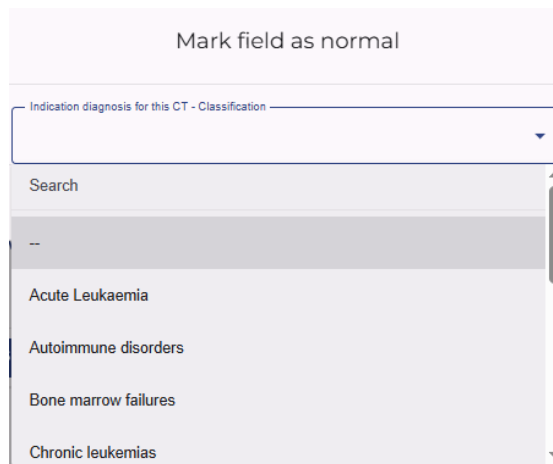 Mark field as normal
Indication diagnosis for this CT - Classification
Search
--
Acute Leukaemia
Autoimmune disorders
Bone marrow failures
Chronic leukemias